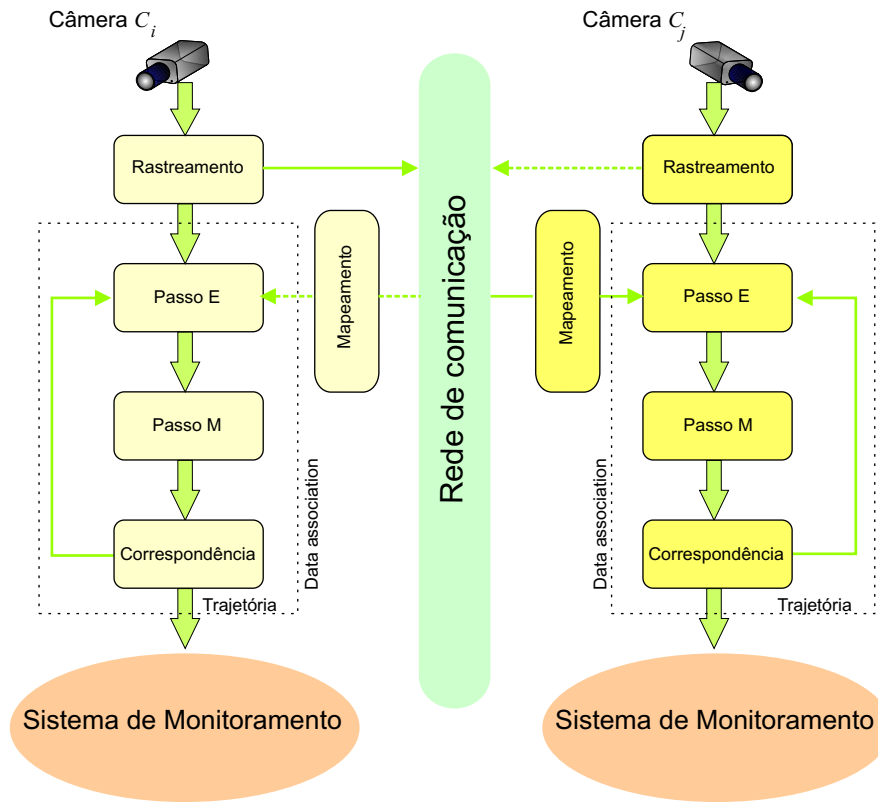 Câmera C_i
Câmera C_j
Rastreamento
Rastreamento
Rede de comunicação
Mapeamento
Mapeamento
Passo E
Passo E
Passo M
Passo M
Data association
Data association
Correspondência
Correspondência
Trajetória
Trajetória
Sistema de Monitoramento
Sistema de Monitoramento